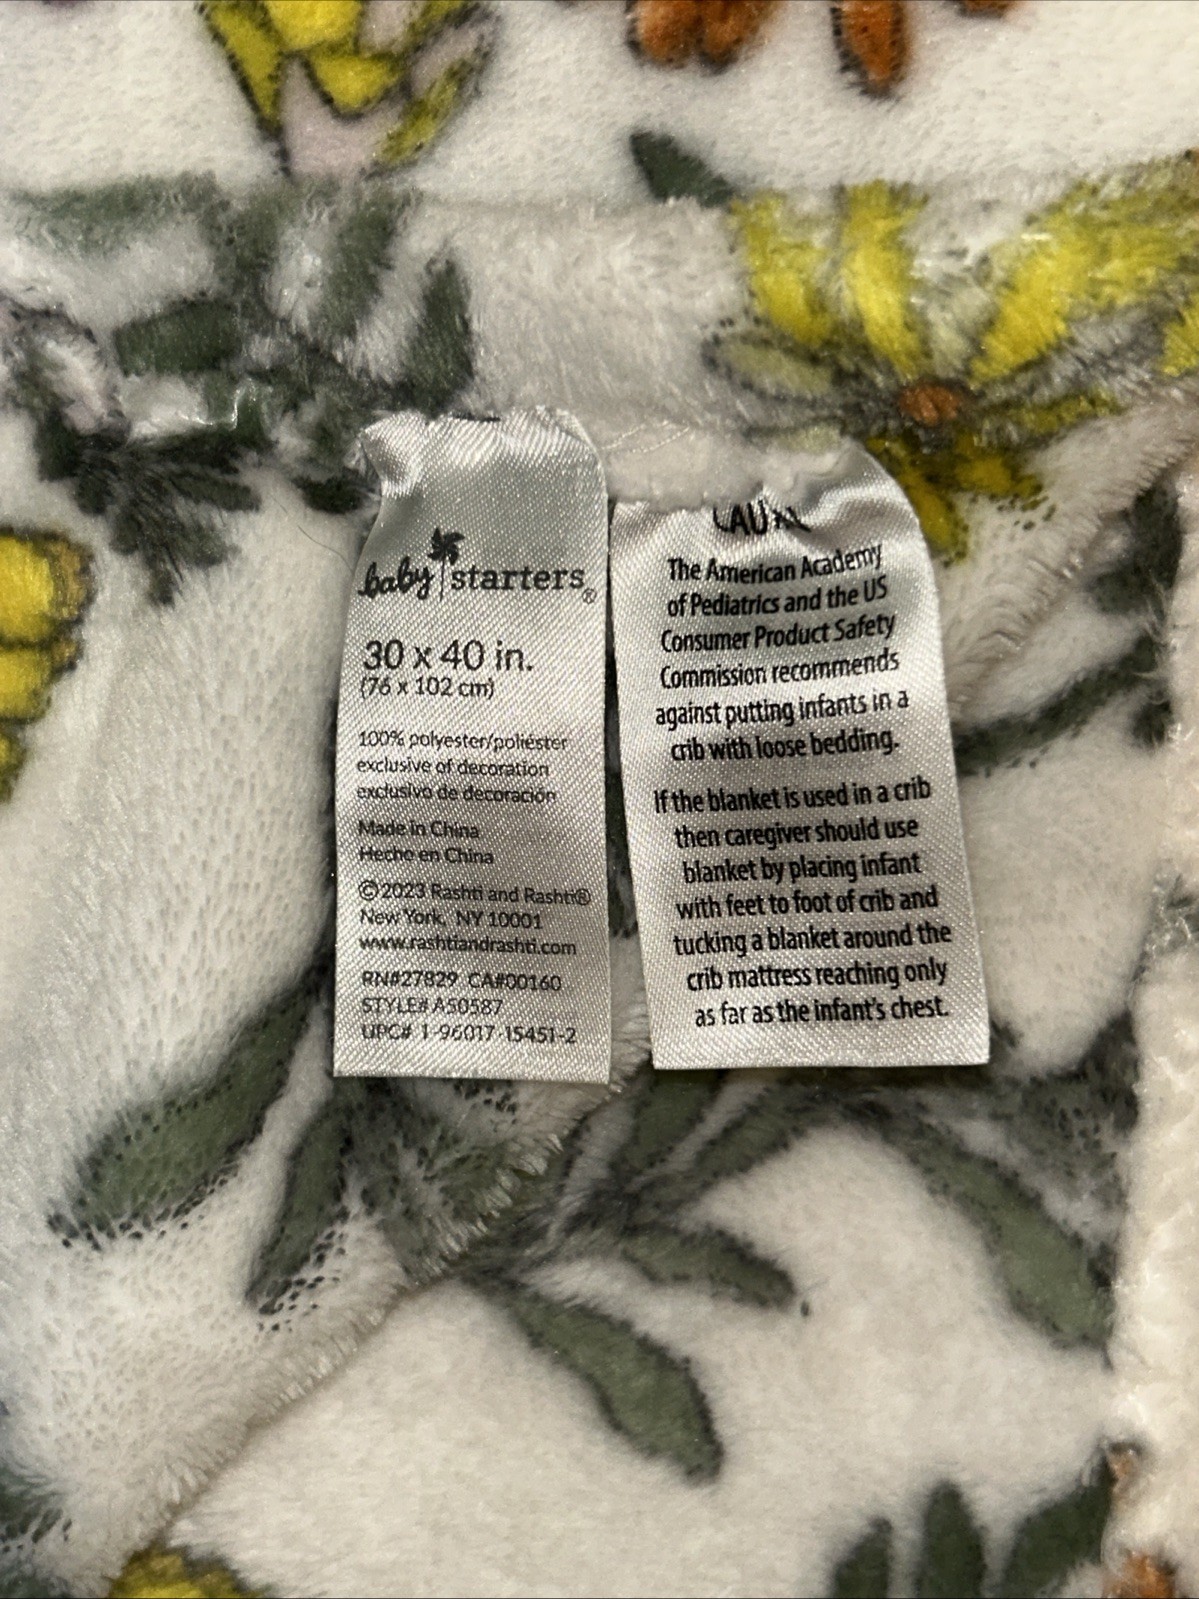 baby starters®
30 x 40 in.
(76 x 102 cm)
100% polyester/poliéster
exclusive of decoration
exclusivo de decoración
Made in China
Hecho en China
©2023 Rashti and Rashti®
New York, NY 10001
www.rashtiandrashti.com
RN#27829 CA#00160
STYLE# A50587
UPC# 1-96017-15451-2
The American Academy
of Pediatrics and the US
Consumer Product Safety
Commission recommends
against putting infants in a
crib with loose bedding.
If the blanket is used in a crib
then caregiver should use
blanket by placing infant
with feet to foot of crib and
tucking a blanket around the
crib mattress reaching only
as far as the infant's chest.